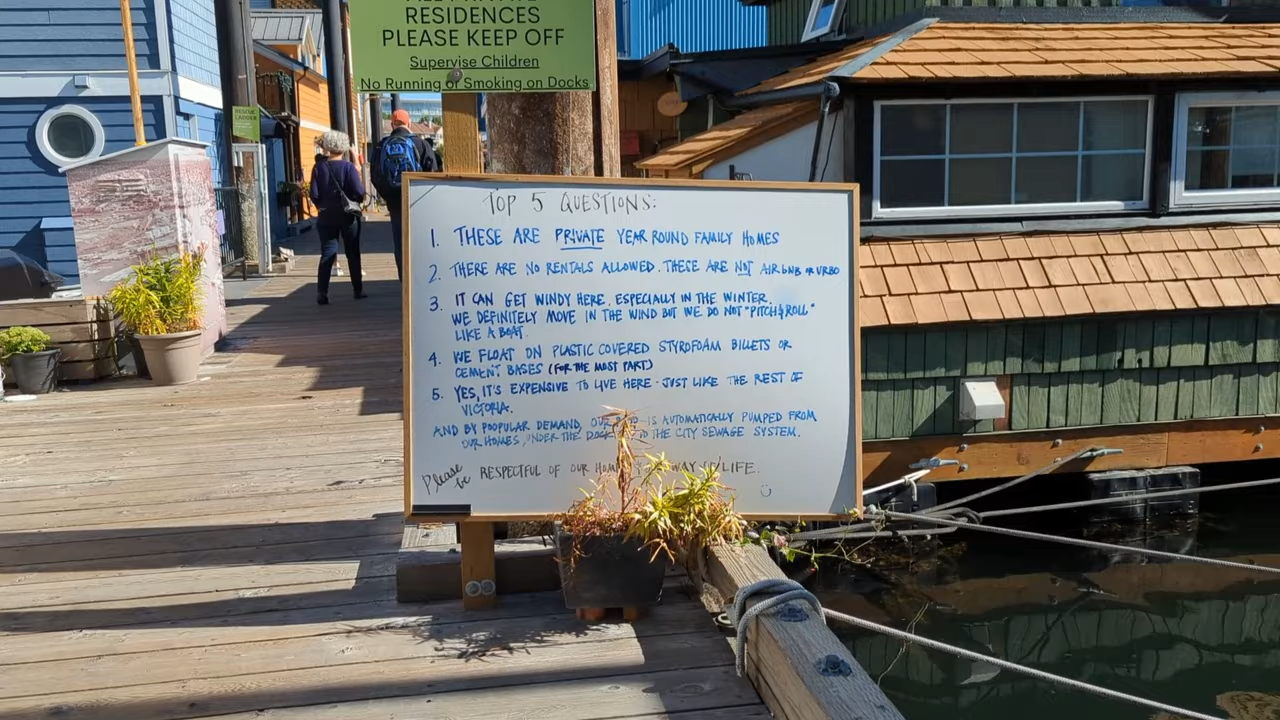 RESIDENCES
PLEASE KEEP OFF
Supervise Children
No Running or Smoking on Docks
TOP 5 QUESTIONS:
1. THESE ARE PRIVATE YEAR ROUND FAMILY HOMES
2. THERE ARE NO RENTALS ALLOWED. THESE ARE NOT AIRBNB OR VRBO
3. IT CAN GET WINDY HERE, ESPECIALLY IN THE WINTER.
WE DEFINITELY MOVE IN THE WIND BUT WE DO NOT "PITCH & ROLL"
LIKE A BOAT.
4. WE FLOAT ON PLASTIC COVERED STYROFOAM BILLETS OR
CEMENT BASES (FOR THE MOST PART)
5. YES, IT'S EXPENSIVE TO LIVE HERE - JUST LIKE THE REST OF
VICTORIA.
AND BY POOPULAR DEMAND, OUR IS AUTOMATICALLY PUMPED FROM
OUR HOMES, UNDER THE DOCK TO THE CITY SEWAGE SYSTEM.
Please be RESPECTFUL OF OUR WAY LIFE.